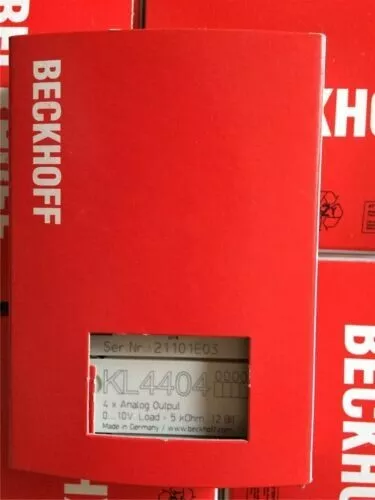 BECKHOFF
Ser.Nr.: 21101E03
KL4404
4 x Analog Output
0...10V Load > 5 kOhm 12 Bit
Made in Germany / www.beckhoff.com
BECKHOFF